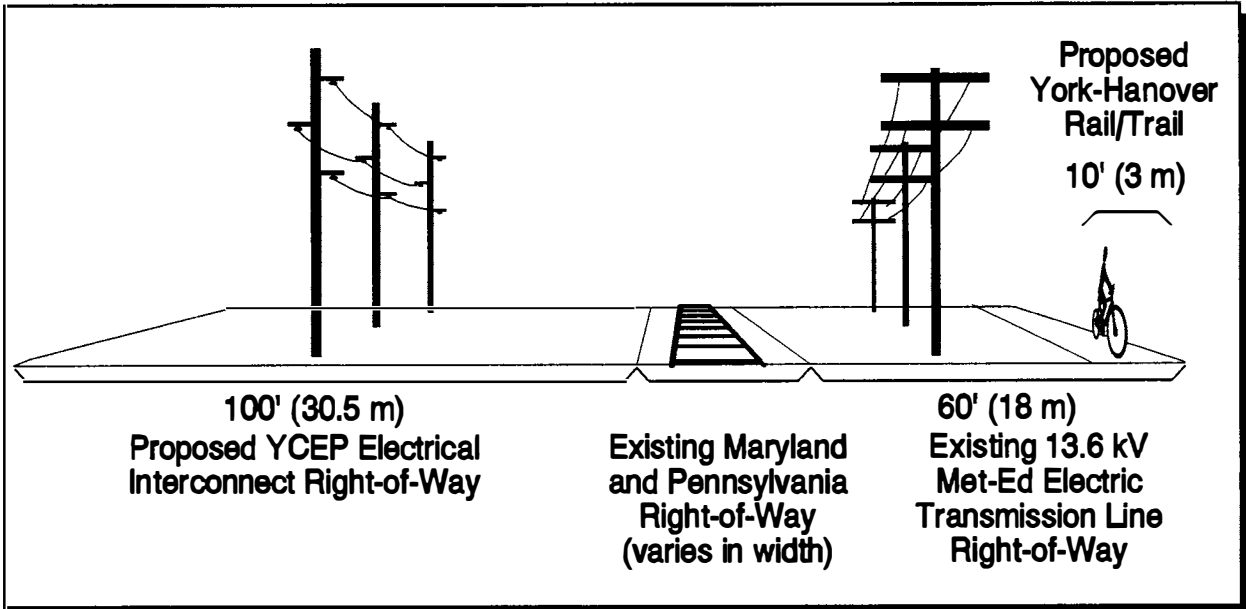 Proposed
York-Hanover
Rail/Trail
10' (3 m)
100' (30.5 m)
Proposed YCEP Electrical
Interconnect Right-of-Way
Existing Maryland
and Pennsylvania
Right-of-Way
(varies in width)
60' (18 m)
Existing 13.6 kV
Met-Ed Electric
Transmission Line
Right-of-Way